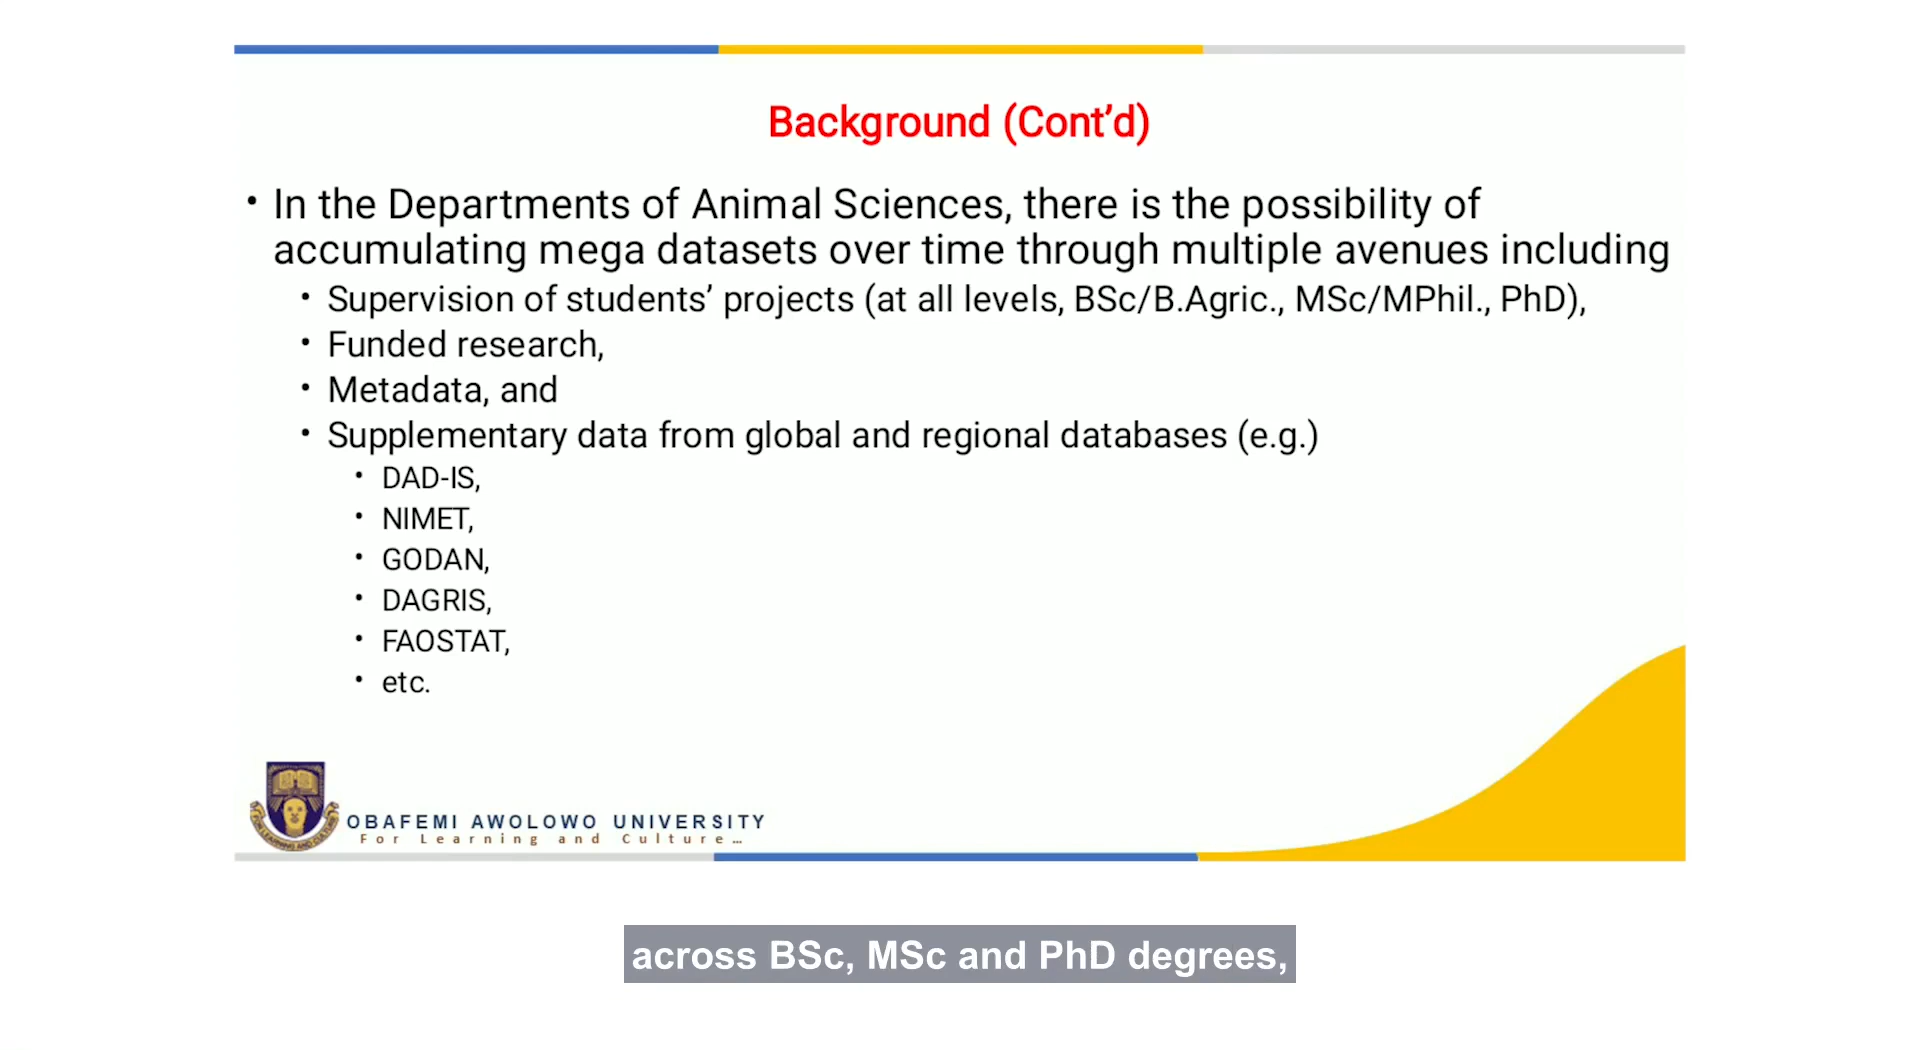 Background (Cont’d)
• In the Departments of Animal Sciences, there is the possibility of
accumulating mega datasets over time through multiple avenues including
• Supervision of students’ projects (at all levels, BSc/B.Agric., MSc/MPhil., PhD),
• Funded research,
• Metadata, and
• Supplementary data from global and regional databases (e.g.)
• DAD-IS,
• NIMET,
• GODAN,
• DAGRIS,
• FAOSTAT,
• etc.
OBAFEMI AWOLOWO UNIVERSITY
For Learning and Culture…
across BSc, MSc and PhD degrees,